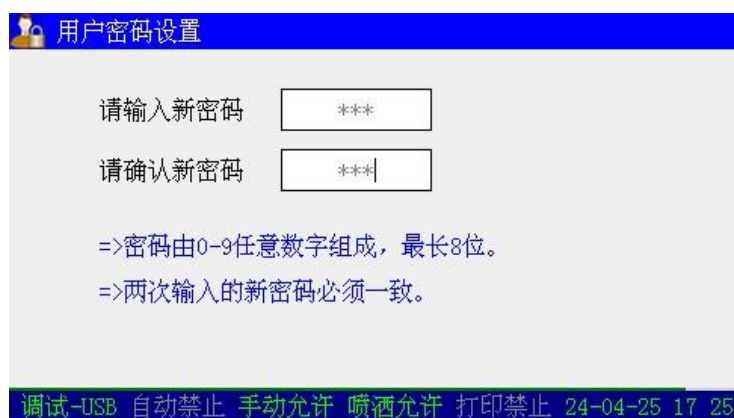 用户密码设置
请输入新密码 ***
请确认新密码 ***
=>密码由0-9任意数字组成，最长8位。
=>两次输入的新密码必须一致。
调试-USB 自动禁止 手动允许 喷洒允许 打印禁止 24-04-25 17 25